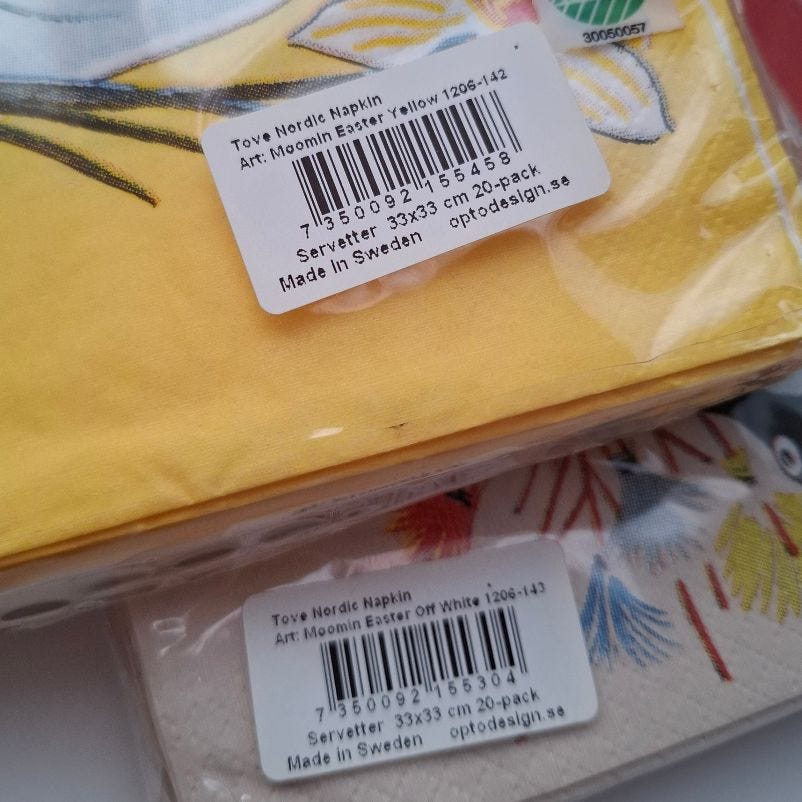 30050057
Tove Nordic Napkin
Art: Moomin Easter Yellow 1206-142
7 350092 155458
Servetter 33x33 cm 20-pack
Made in Sweden optodesign.se
Tove Nordic Napkin
Art: Moomin Easter Off White 1206-143
7 350092 155304
Servetter 33x33 cm 20-pack
Made in Sweden optodesign.se